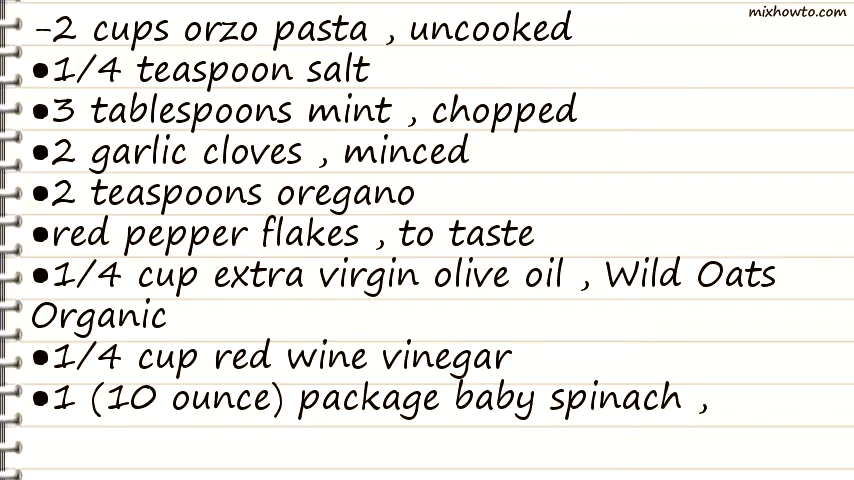 mixhowto.com
-2 cups orzo pasta , uncooked
•1/4 teaspoon salt
•3 tablespoons mint , chopped
•2 garlic cloves , minced
•2 teaspoons oregano
•red pepper flakes , to taste
•1/4 cup extra virgin olive oil , Wild Oats
Organic
•1/4 cup red wine vinegar
•1 (10 ounce) package baby spinach ,